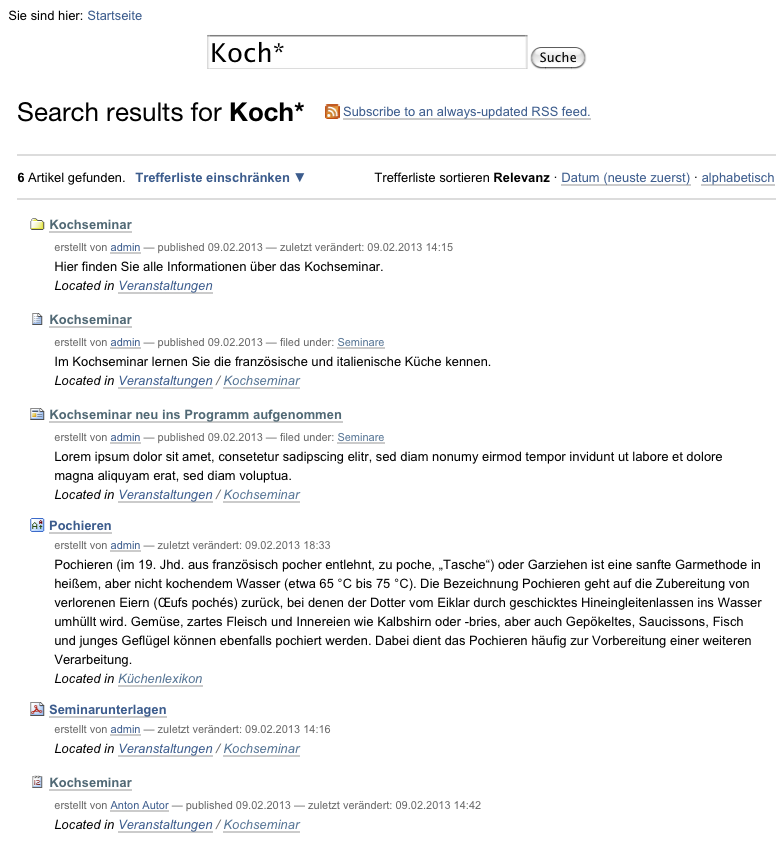 Sie sind hier: Startseite
Koch*
Suche
Search results for Koch* Subscribe to an always-updated RSS feed.
6 Artikel gefunden. Trefferliste einschränken ▼ Trefferliste sortieren Relevanz · Datum (neuste zuerst) · alphabetisch
Kochseminar
erstellt von admin — published 09.02.2013 — zuletzt verändert: 09.02.2013 14:15
Hier finden Sie alle Informationen über das Kochseminar.
Located in Veranstaltungen
Kochseminar
erstellt von admin — published 09.02.2013 — filed under: Seminare
Im Kochseminar lernen Sie die französische und italienische Küche kennen.
Located in Veranstaltungen / Kochseminar
Kochseminar neu ins Programm aufgenommen
erstellt von admin — published 09.02.2013 — filed under: Seminare
Lorem ipsum dolor sit amet, consetetur sadipscing elitr, sed diam nonumy eirmod tempor invidunt ut labore et dolore
magna aliquyam erat, sed diam voluptua.
Located in Veranstaltungen / Kochseminar
Pochieren
erstellt von admin — zuletzt verändert: 09.02.2013 18:33
Pochieren (im 19. Jhd. aus französisch pocher entlehnt, zu poche, „Tasche“) oder Garziehen ist eine sanfte Garmethode in
heißem, aber nicht kochendem Wasser (etwa 65 °C bis 75 °C). Die Bezeichnung Pochieren geht auf die Zubereitung von
verlorenen Eiern (Œufs pochés) zurück, bei denen der Dotter vom Eiklar durch geschicktes Hineingleitenlassen ins Wasser
umhüllt wird. Gemüse, zartes Fleisch und Innereien wie Kalbshirn oder -bries, aber auch Gepökeltes, Saucissons, Fisch
und junges Geflügel können ebenfalls pochiert werden. Dabei dient das Pochieren häufig zur Vorbereitung einer weiteren
Verarbeitung.
Located in Küchenlexikon
Seminarunterlagen
erstellt von admin — zuletzt verändert: 09.02.2013 14:16
Located in Veranstaltungen / Kochseminar
Kochseminar
erstellt von Anton Autor — published 09.02.2013 — zuletzt verändert: 09.02.2013 14:42
Located in Veranstaltungen / Kochseminar